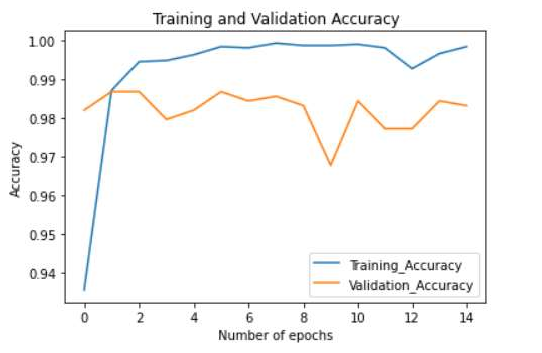 Training and Validation Accuracy
1.00
0.99
0.98
0.97
0.96
0.95
0.94
Accuracy
Training_Accuracy
Validation_Accuracy
0 2 4 6 8 10 12 14
Number of epochs